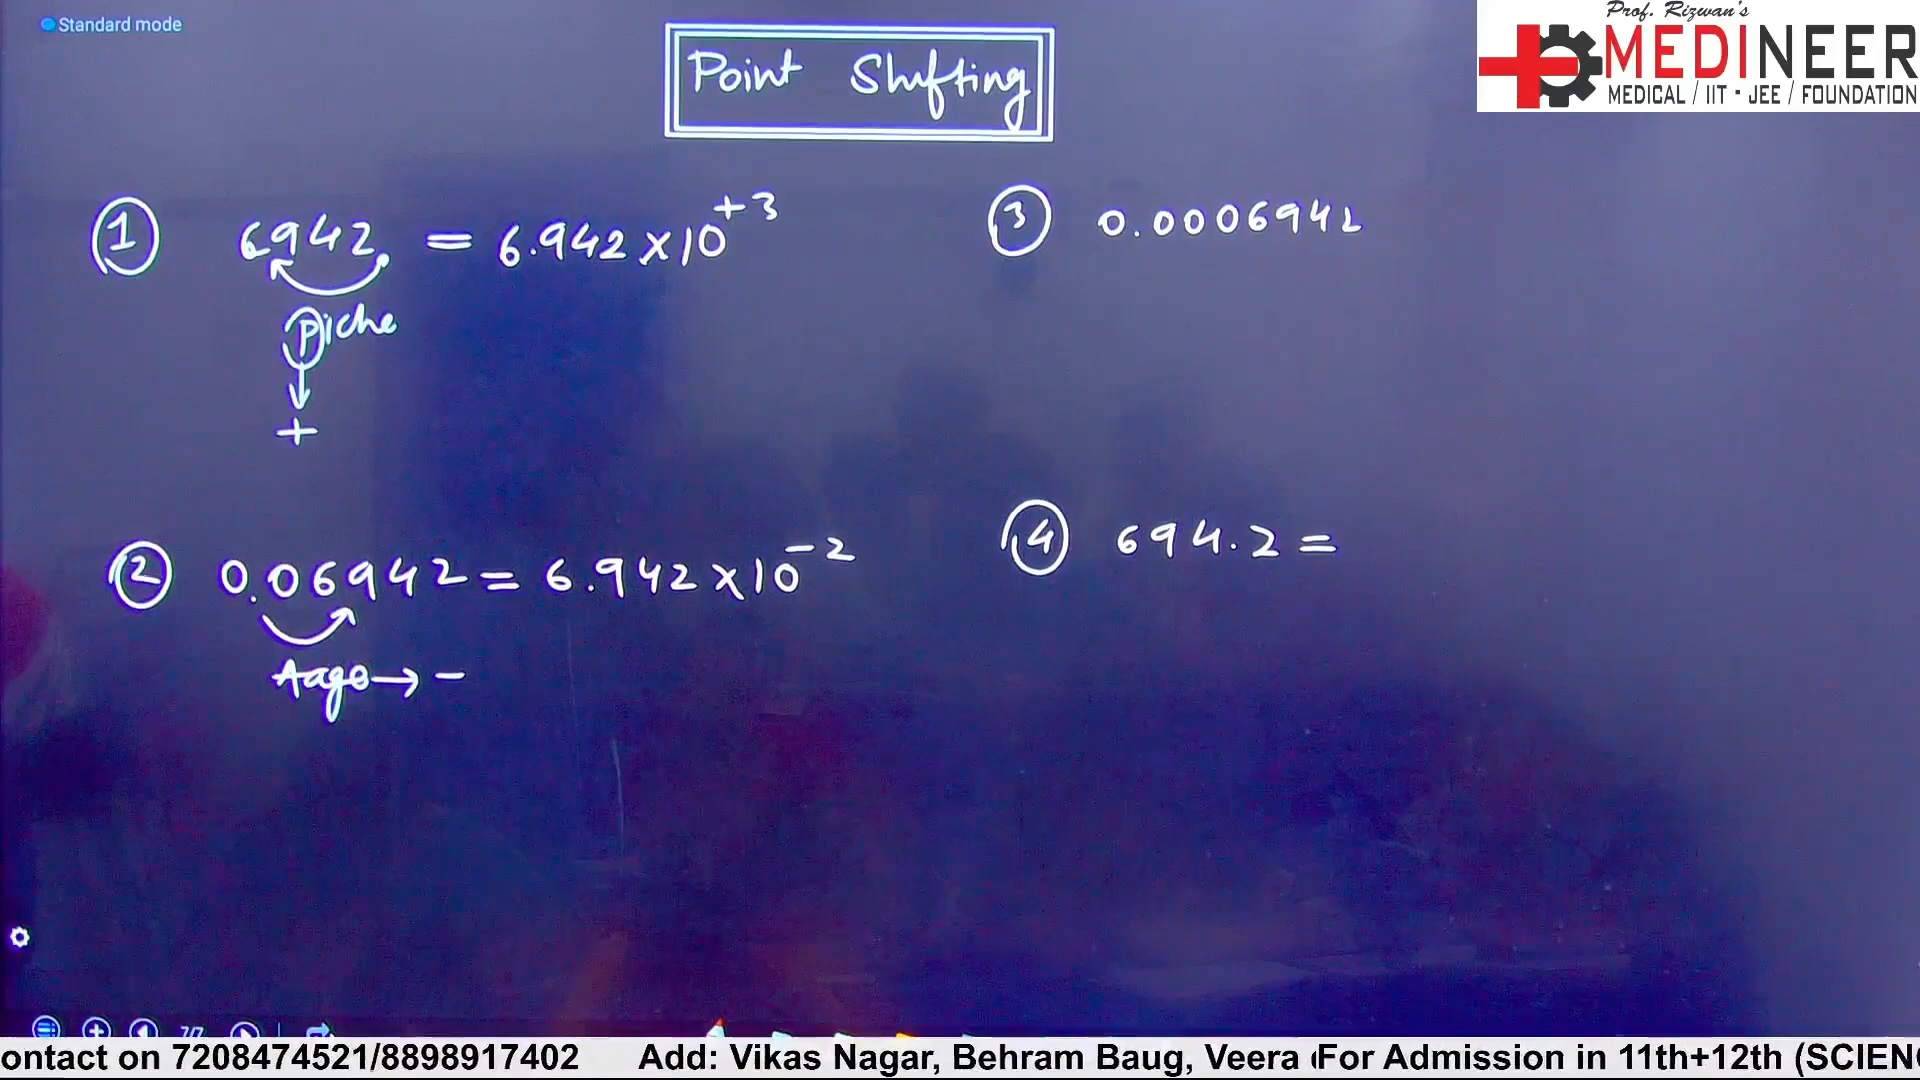 Standard mode
Point Shifting
Prof. Rizwan's
MEDINEER
MEDICAL / IIT - JEE / FOUNDATION
① 6942 = 6.942 × 10⁺³
Piche
+
② 0.06942 = 6.942 × 10⁻²
Aage → −
③ 0.0006942
④ 694.2 =
7/7
ontact on 7208474521/8898917402 Add: Vikas Nagar, Behram Baug, Veera For Admission in 11th+12th (SCIEN